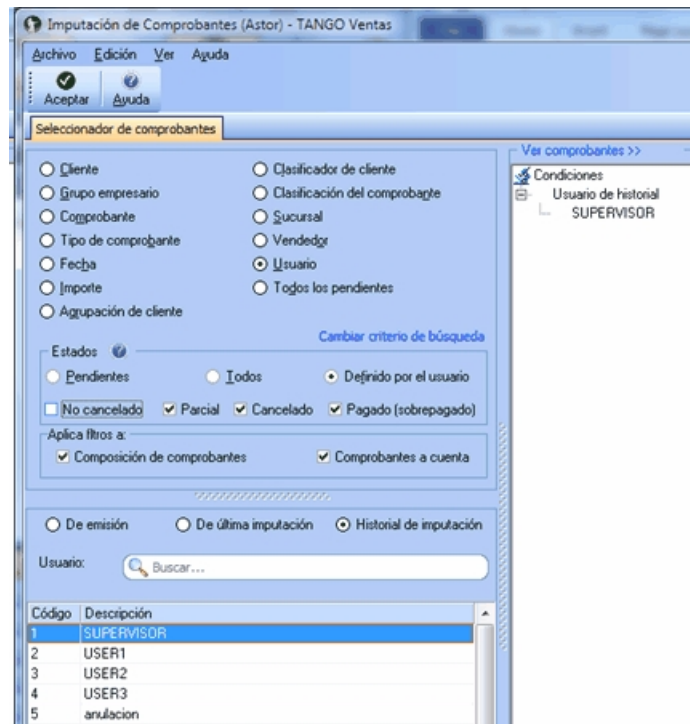 Imputación de Comprobantes (Astor) - TANGO Ventas
Archivo Edición Ver Ayuda
Aceptar Ayuda
Seleccionador de comprobantes
Ver comprobantes >>
Cliente Clasificador de cliente
Grupo empresario Clasificación del comprobante
Comprobante Sucursal
Tipo de comprobante Vendedor
Fecha Usuario
Importe Todos los pendientes
Agrupación de cliente
Cambiar criterio de búsqueda
Condiciones
Usuario de historial
SUPERVISOR
Estados
Pendientes Todos Definido por el usuario
No cancelado Parcial Cancelado Pagado (sobrepagado)
Aplica fltros a:
Composición de comprobantes Comprobantes a cuenta
De emisión De última imputación Historial de imputación
Usuario: Buscar...
Código Descripción
1 SUPERVISOR
2 USER1
3 USER2
4 USER3
5 anulacion